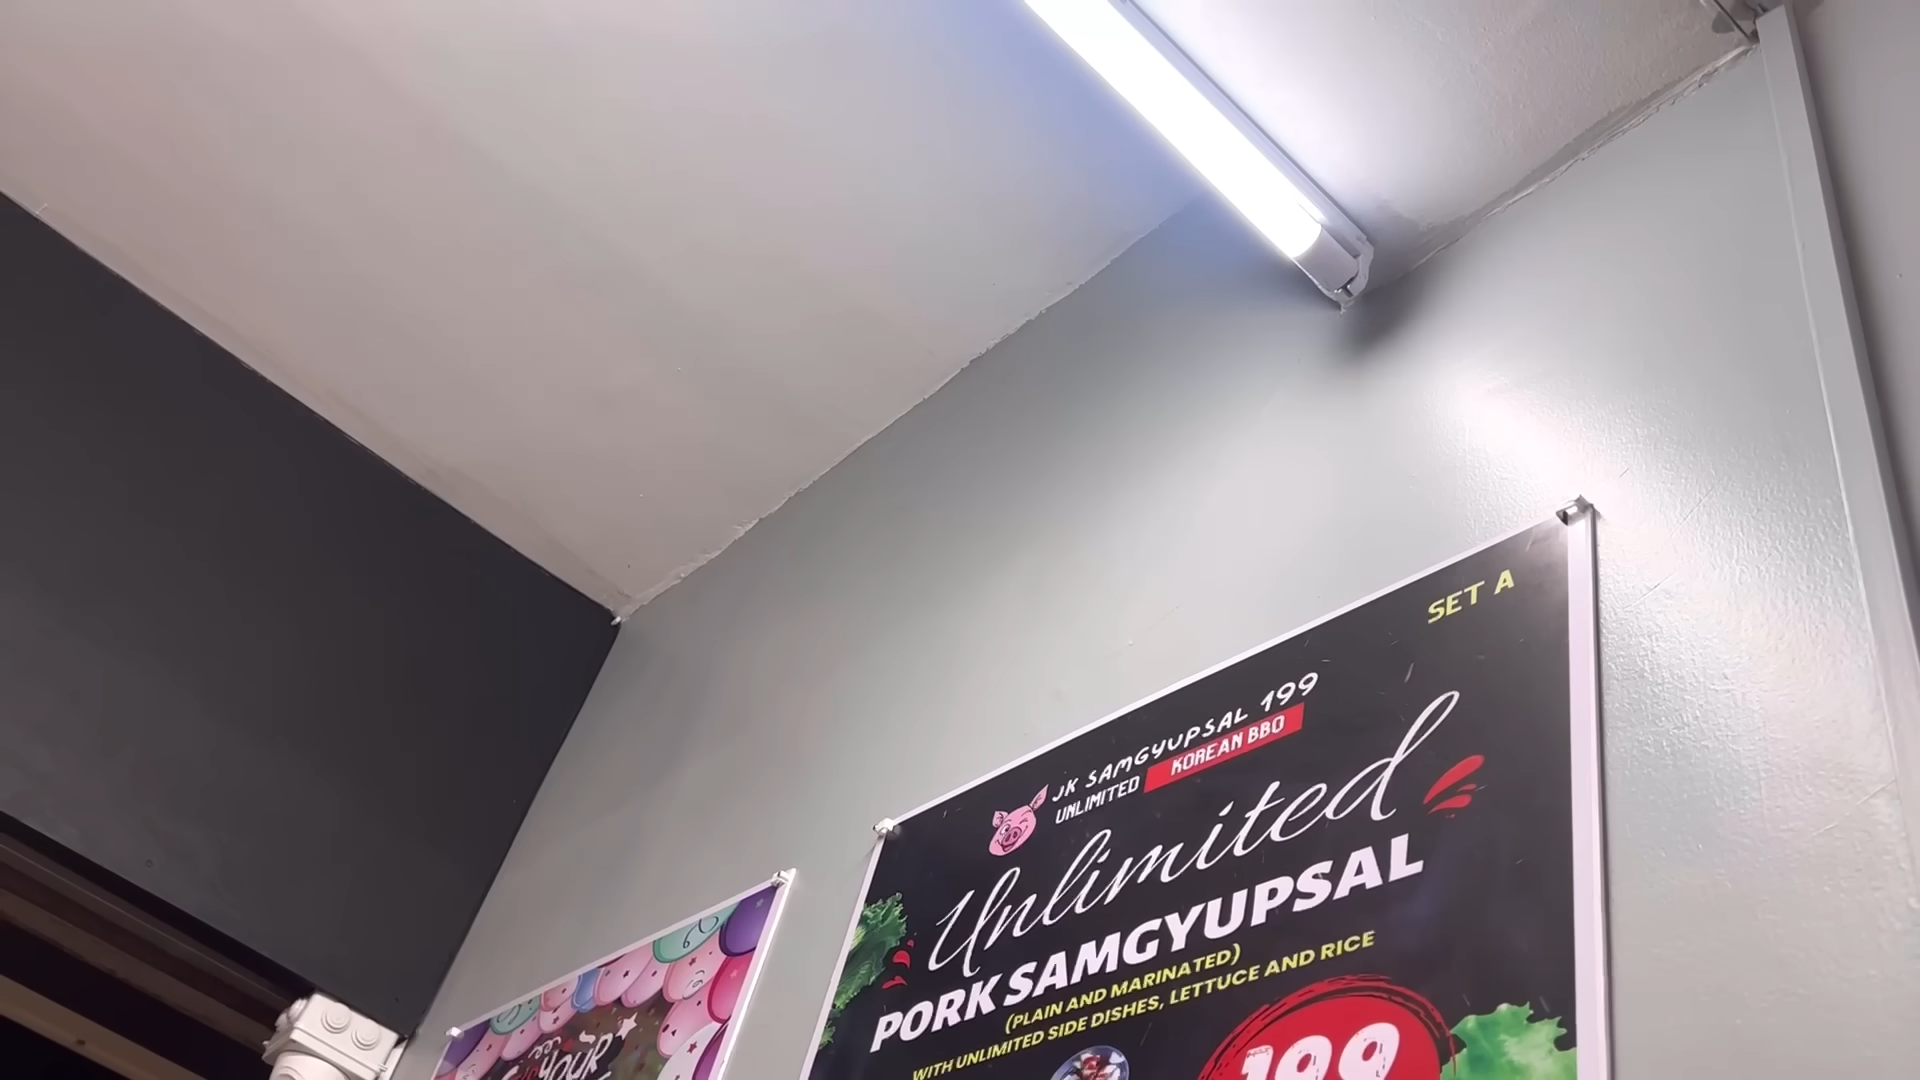 SET A
JK SAMGYUPSAL 199
UNLIMITED KOREAN BBQ
Unlimited
PORK SAMGYUPSAL
(PLAIN AND MARINATED)
WITH UNLIMITED SIDE DISHES, LETTUCE AND RICE
199
YOUR